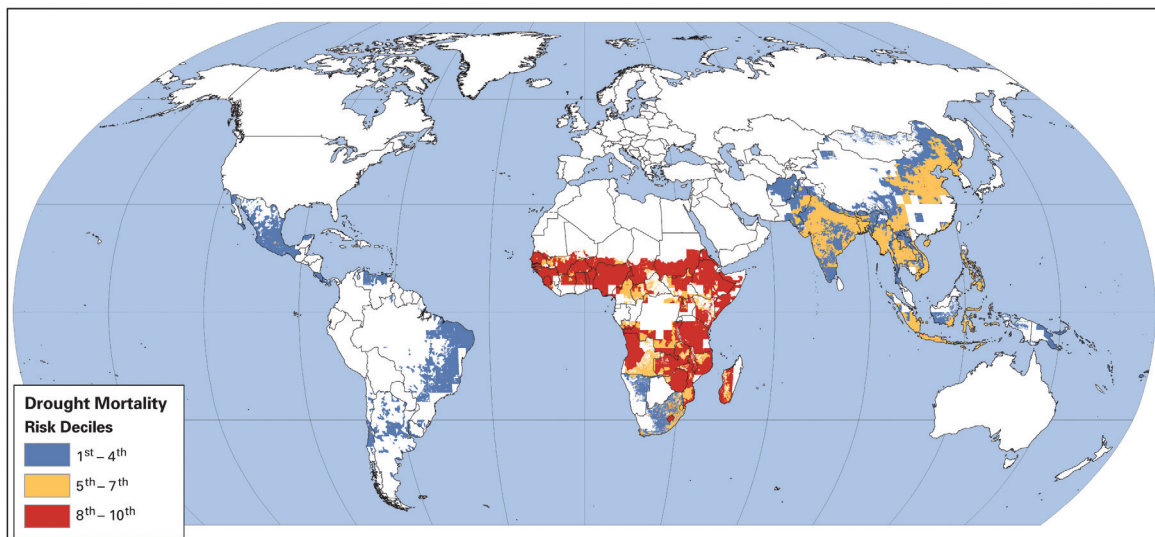 Drought Mortality
Risk Deciles
1st – 4th
5th – 7th
8th – 10th